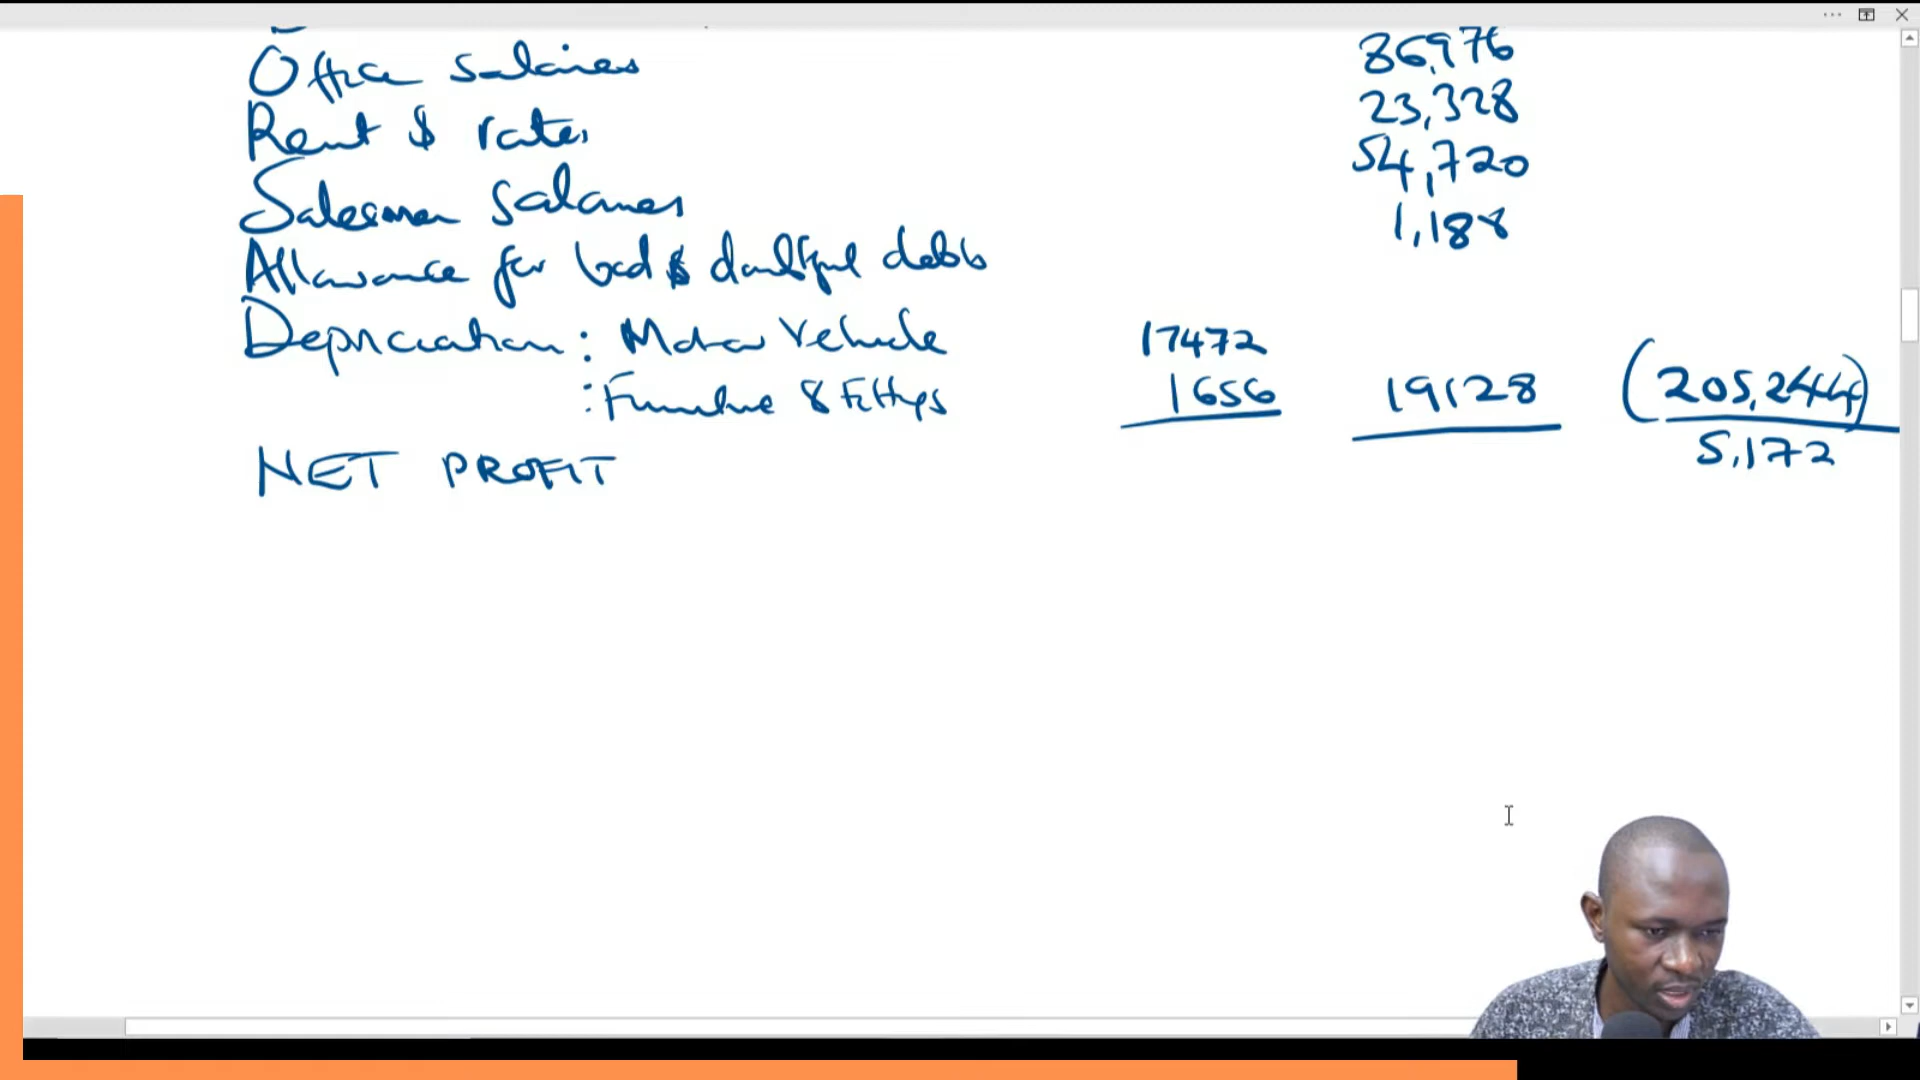 Office salaries 86,976
Rent & rates 23,328
Salesmen salaries 54,720
Allowance for bad & doubtful debts 1,188
Depreciation : Motor Vehicle 17472
: Furniture & Fittings 1656 19128 (205,244)
NET PROFIT 5,172